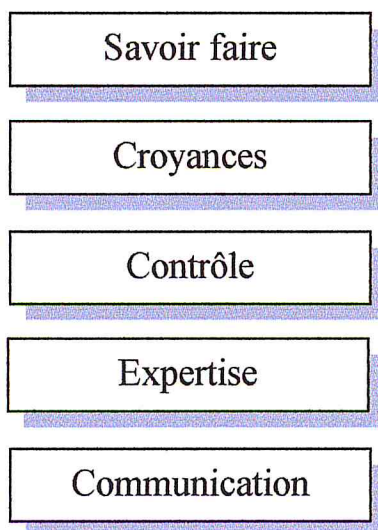 Savoir faire
Croyances
Contrôle
Expertise
Communication